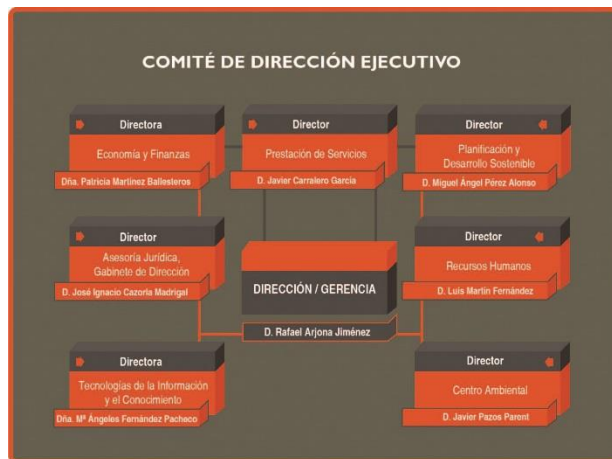 COMITÉ DE DIRECCIÓN EJECUTIVO
Directora
Economía y Finanzas
Dña. Patricia Martínez Ballesteros
Director
Prestación de Servicios
D. Javier Carralero García
Director
Planificación y
Desarrollo Sostenible
D. Miguel Ángel Pérez Alonso
Director
Asesoría Jurídica,
Gabinete de Dirección
D. José Ignacio Cazorla Madrigal
DIRECCIÓN / GERENCIA
D. Rafael Arjona Jiménez
Director
Recursos Humanos
D. Luis Martín Fernández
Directora
Tecnologías de la Información
y el Conocimiento
Dña. Mª Ángeles Fernández Pacheco
Director
Centro Ambiental
D. Javier Pazos Parent